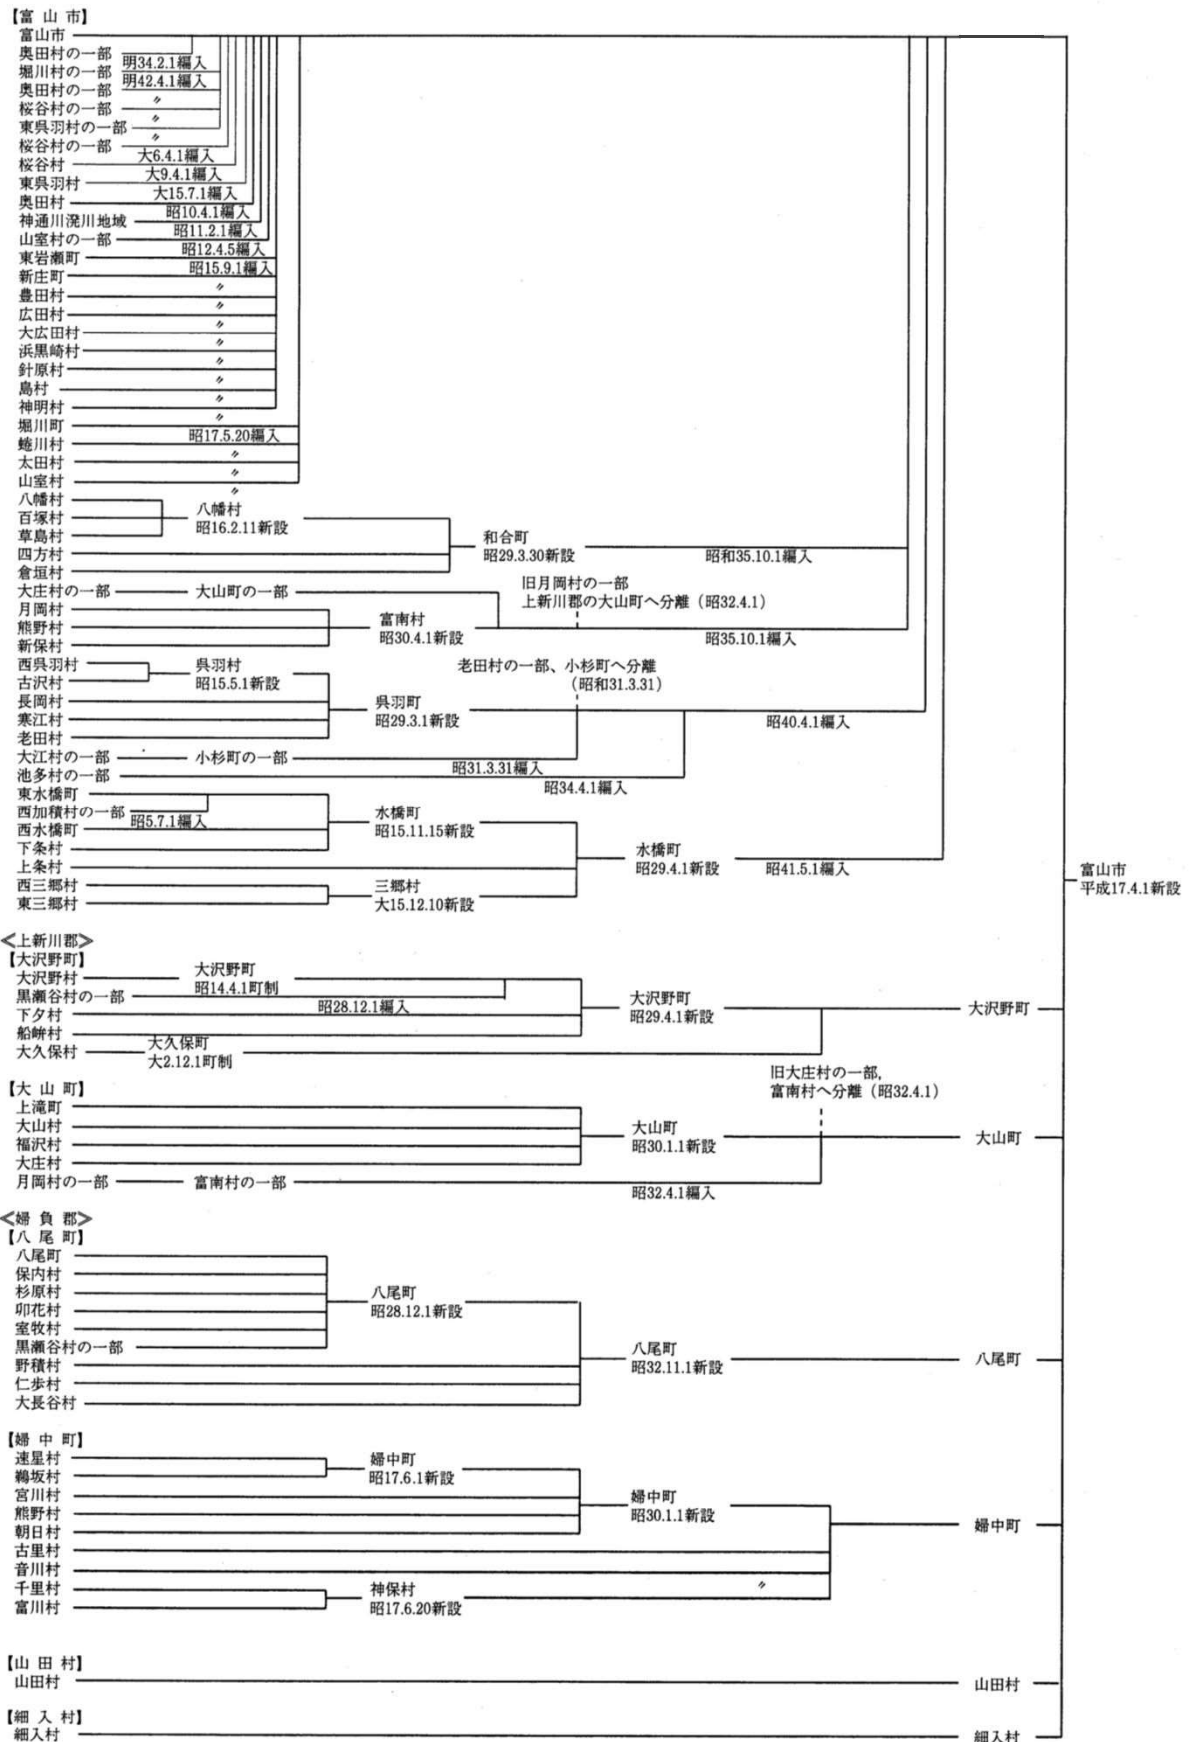 【富山市】
富山市
奥田村の一部
明34.2.1編入
堀川村の一部
明42.4.1編入
奥田村の一部
〃
桜谷村の一部
〃
東呉羽村の一部
〃
桜谷村の一部
大6.4.1編入
桜谷村
大9.4.1編入
東呉羽村
大15.7.1編入
奥田村
昭10.4.1編入
神通川滉川地域
昭11.2.1編入
山室村の一部
昭12.4.5編入
東岩瀬町
昭15.9.1編入
新庄町
〃
豊田村
〃
広田村
〃
大広田村
〃
浜黒崎村
〃
針原村
〃
島村
〃
神明村
〃
堀川町
昭17.5.20編入
蜷川村
〃
太田村
〃
山室村
〃
八幡村
百塚村
草島村
八幡村
昭16.2.11新設
四方村
倉垣村
和合町
昭29.3.30新設
昭和35.10.1編入
大庄村の一部
大山町の一部
旧月岡村の一部
上新川郡の大山町へ分離（昭32.4.1）
月岡村
熊野村
新保村
富南村
昭30.4.1新設
昭35.10.1編入
西呉羽村
古沢村
呉羽村
昭15.5.1新設
老田村の一部、小杉町へ分離
（昭和31.3.31）
長岡村
寒江村
老田村
呉羽町
昭29.3.1新設
昭40.4.1編入
大江村の一部
小杉町の一部
昭31.3.31編入
池多村の一部
昭34.4.1編入
東水橋町
西加積村の一部
昭5.7.1編入
西水橋町
下条村
水橋町
昭15.11.15新設
上条村
水橋町
昭29.4.1新設
昭41.5.1編入
西三郷村
東三郷村
三郷村
大15.12.10新設
富山市
平成17.4.1新設
＜上新川郡＞
【大沢野町】
大沢野村
大沢野町
昭14.4.1町制
黒瀬谷村の一部
昭28.12.1編入
下夕村
船峅村
大沢野町
昭29.4.1新設
大沢野町
大久保村
大久保町
大2.12.1町制
【大山町】
旧大庄村の一部,
富南村へ分離（昭32.4.1）
上滝町
大山村
福沢村
大庄村
大山町
昭30.1.1新設
大山町
月岡村の一部
富南村の一部
昭32.4.1編入
＜婦負郡＞
【八尾町】
八尾町
保内村
杉原村
卯花村
室牧村
黒瀬谷村の一部
八尾町
昭28.12.1新設
野積村
仁歩村
大長谷村
八尾町
昭32.11.1新設
八尾町
【婦中町】
速星村
鵜坂村
婦中町
昭17.6.1新設
宮川村
熊野村
朝日村
婦中町
昭30.1.1新設
婦中町
古里村
音川村
千里村
富川村
神保村
昭17.6.20新設
〃
【山田村】
山田村
山田村
【細入村】
細入村
細入村